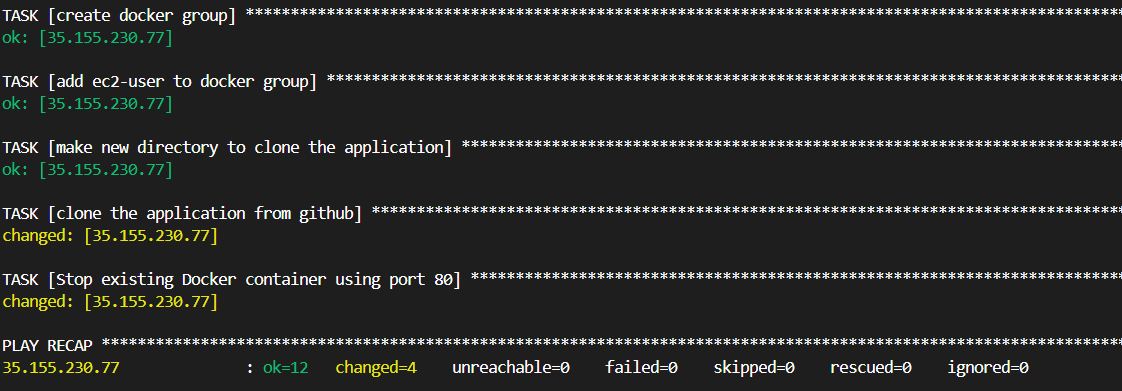 TASK [create docker group] *************************************************************************************************
ok: [35.155.230.77]
TASK [add ec2-user to docker group] ****************************************************************************************
ok: [35.155.230.77]
TASK [make new directory to clone the application] *************************************************************************
ok: [35.155.230.77]
TASK [clone the application from github] ***********************************************************************************
changed: [35.155.230.77]
TASK [Stop existing Docker container using port 80] ************************************************************************
changed: [35.155.230.77]
PLAY RECAP *****************************************************************************************************************
35.155.230.77 : ok=12 changed=4 unreachable=0 failed=0 skipped=0 rescued=0 ignored=0